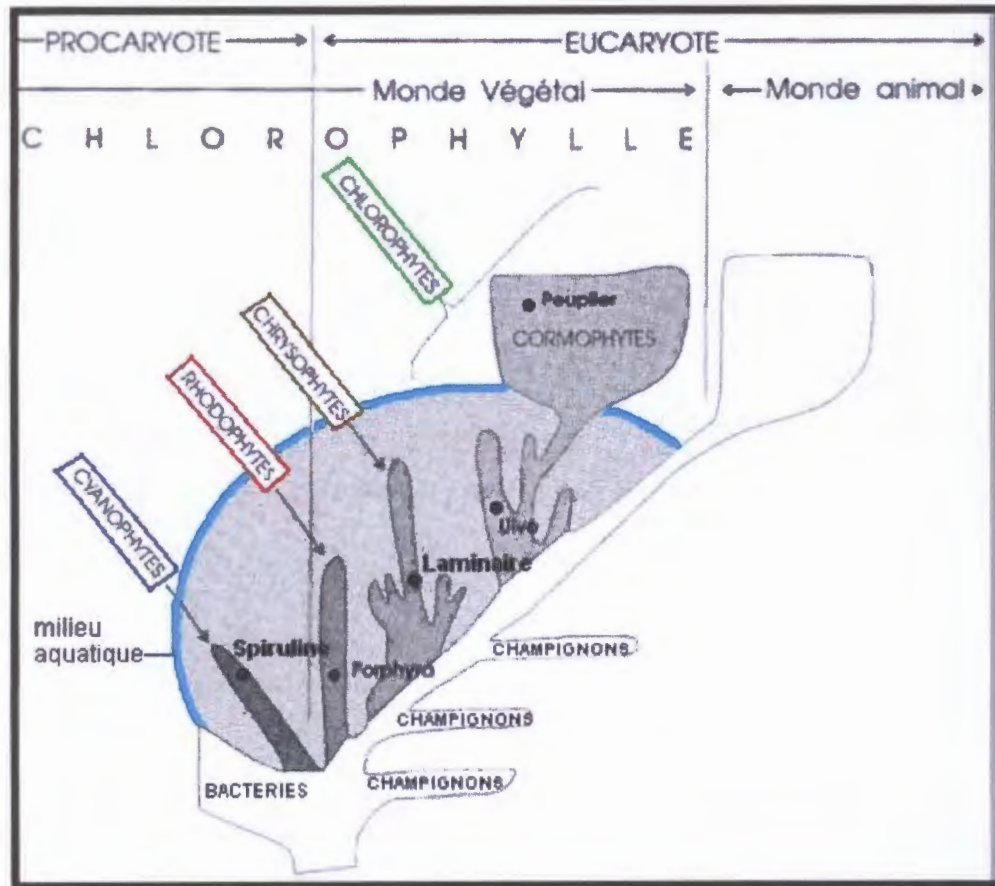 PROCARYOTE
EUCARYOTE
Monde Végétal
Monde animal
CHLOROPHYLLE
CHLOROPHYTES
CHRYSOPHYTES
RHODOPHYTES
CYANOPHYTES
Peuplier
CORMOPHYTES
Ulve
Laminaire
milieu
aquatique
Spiruline
Porphyra
CHAMPIGNONS
CHAMPIGNONS
CHAMPIGNONS
BACTERIES